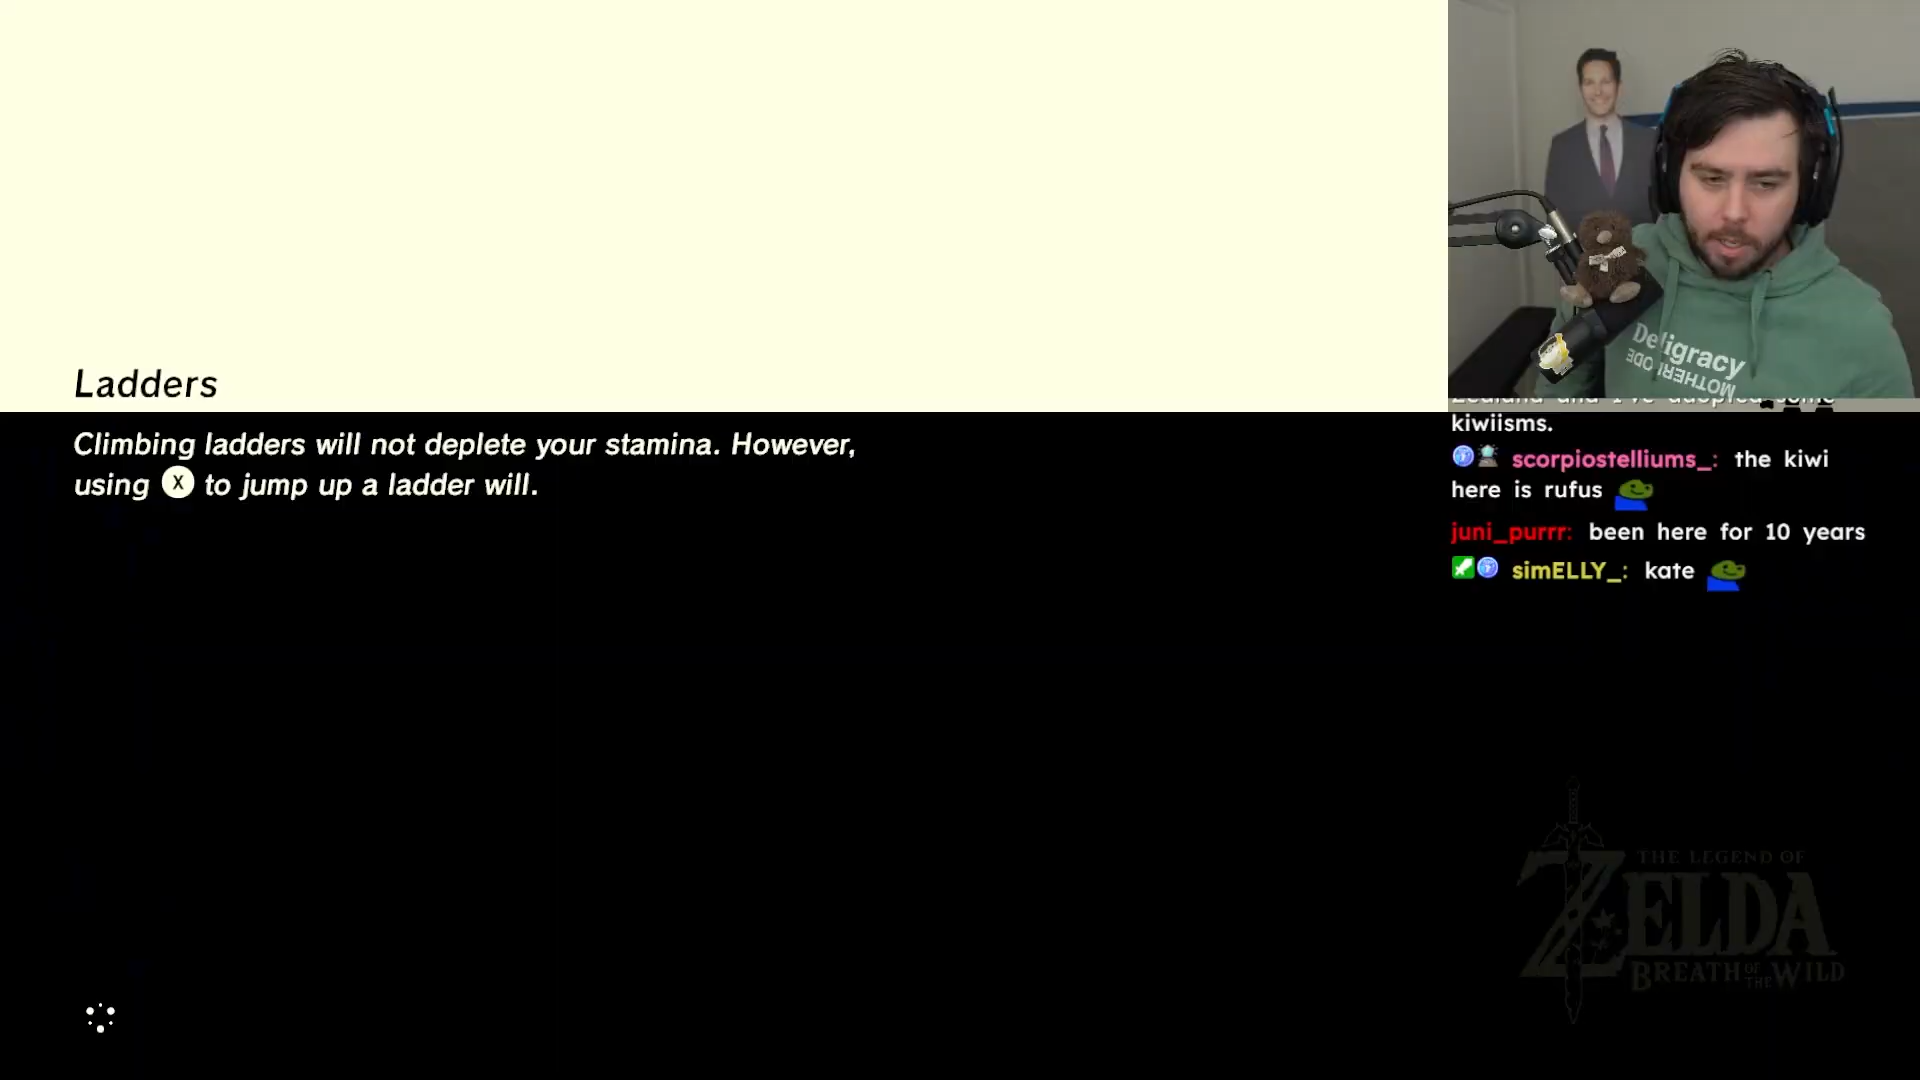 Ladders
Climbing ladders will not deplete your stamina. However,
using X to jump up a ladder will.
Deligracy
MOTHERLODE
kiwiisms.
scorpiostelliums_: the kiwi
here is rufus
juni_purrr: been here for 10 years
simELLY_: kate
THE LEGEND OF
ZELDA
BREATH OF THE WILD